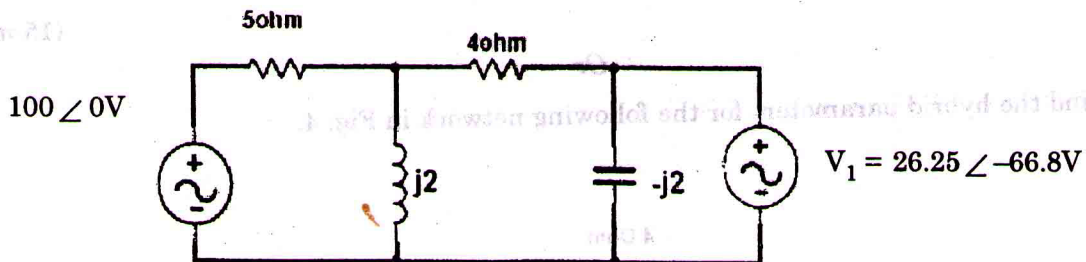 5ohm
4ohm
100 ∠ 0V
+
-
j2
-j2
+
-
V₁ = 26.25 ∠ -66.8V